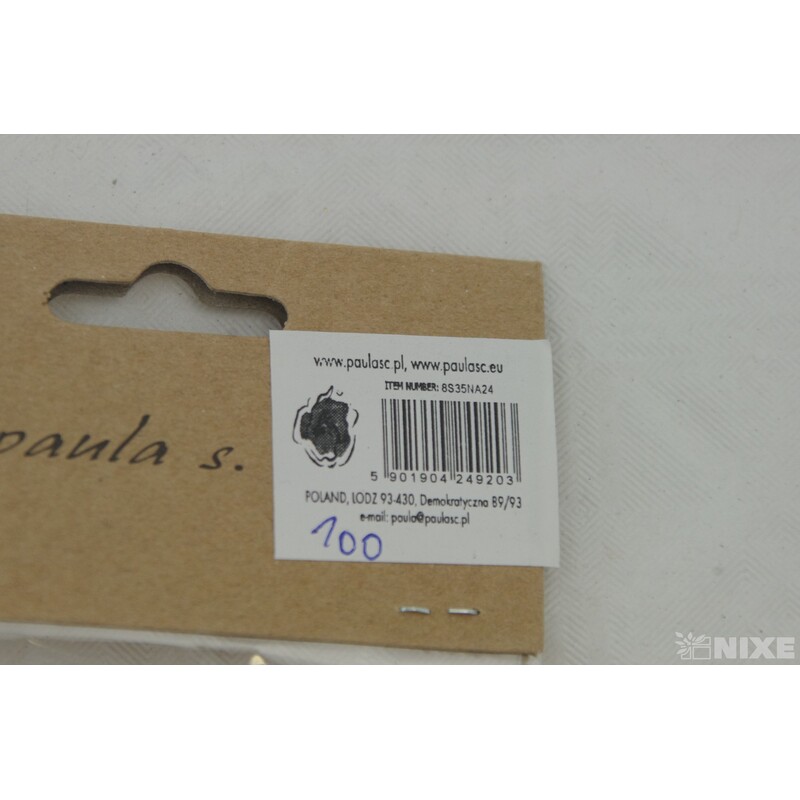 www.paulasc.pl, www.paulasc.eu
ITEM NUMBER: 8S35NA24
5 901904 249203
POLAND, LODZ 93-430, Demokratyczna 89/93
e-mail: paula@paulasc.pl
100
paula s.
NIXE